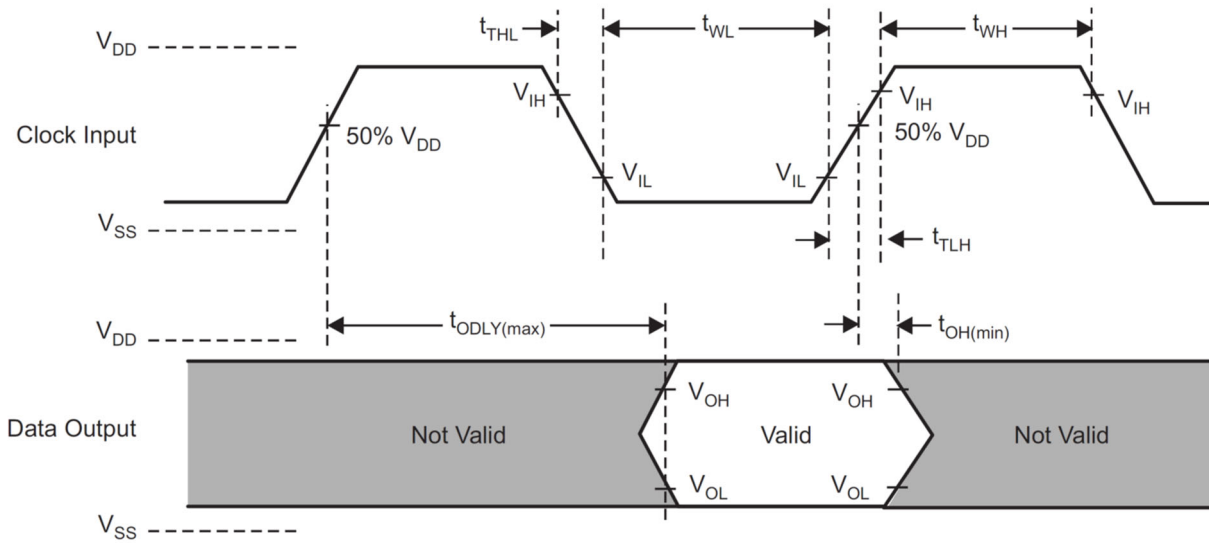 t_THL
t_WL
t_WH
V_DD
V_IH
V_IH
V_IH
Clock Input
50% V_DD
50% V_DD
V_IL
V_IL
V_SS
t_TLH
V_DD
t_ODLY(max)
t_OH(min)
V_OH
V_OH
Data Output
Not Valid
Valid
Not Valid
V_OL
V_OL
V_SS